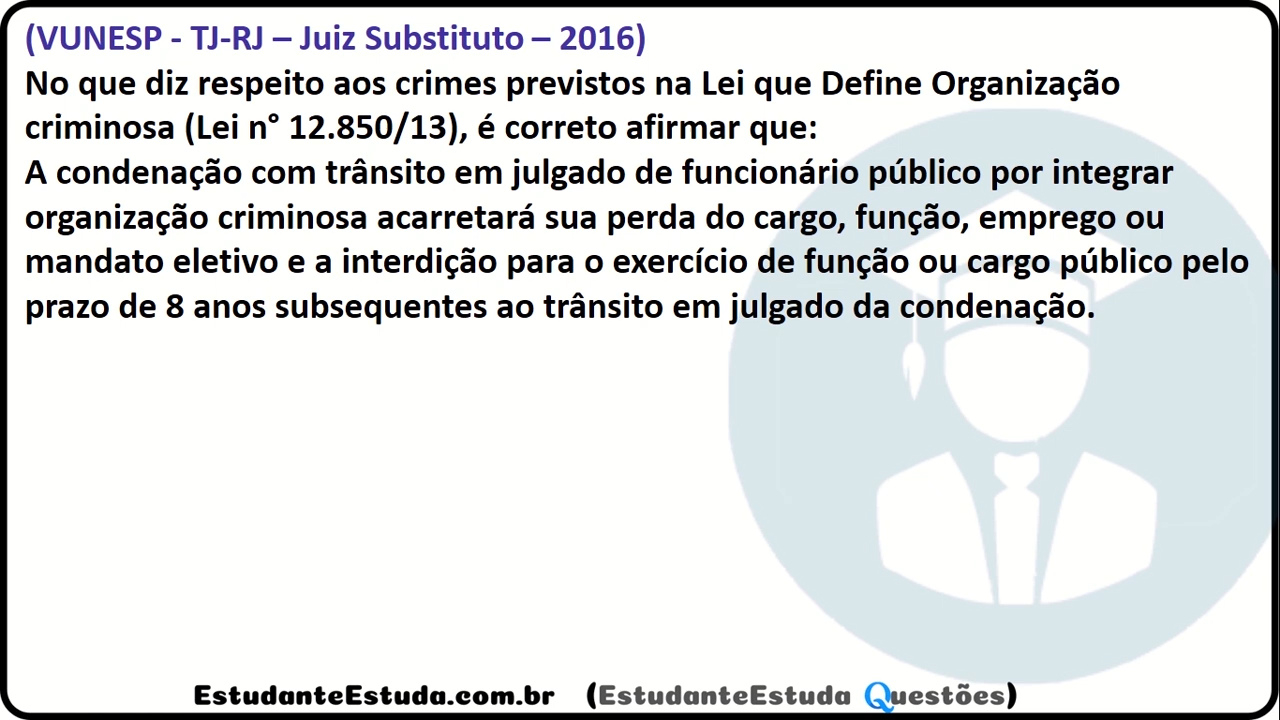 (VUNESP - TJ-RJ – Juiz Substituto – 2016)
No que diz respeito aos crimes previstos na Lei que Define Organização
criminosa (Lei n° 12.850/13), é correto afirmar que:
A condenação com trânsito em julgado de funcionário público por integrar
organização criminosa acarretará sua perda do cargo, função, emprego ou
mandato eletivo e a interdição para o exercício de função ou cargo público pelo
prazo de 8 anos subsequentes ao trânsito em julgado da condenação.
EstudanteEstuda.com.br (EstudanteEstuda Questões)